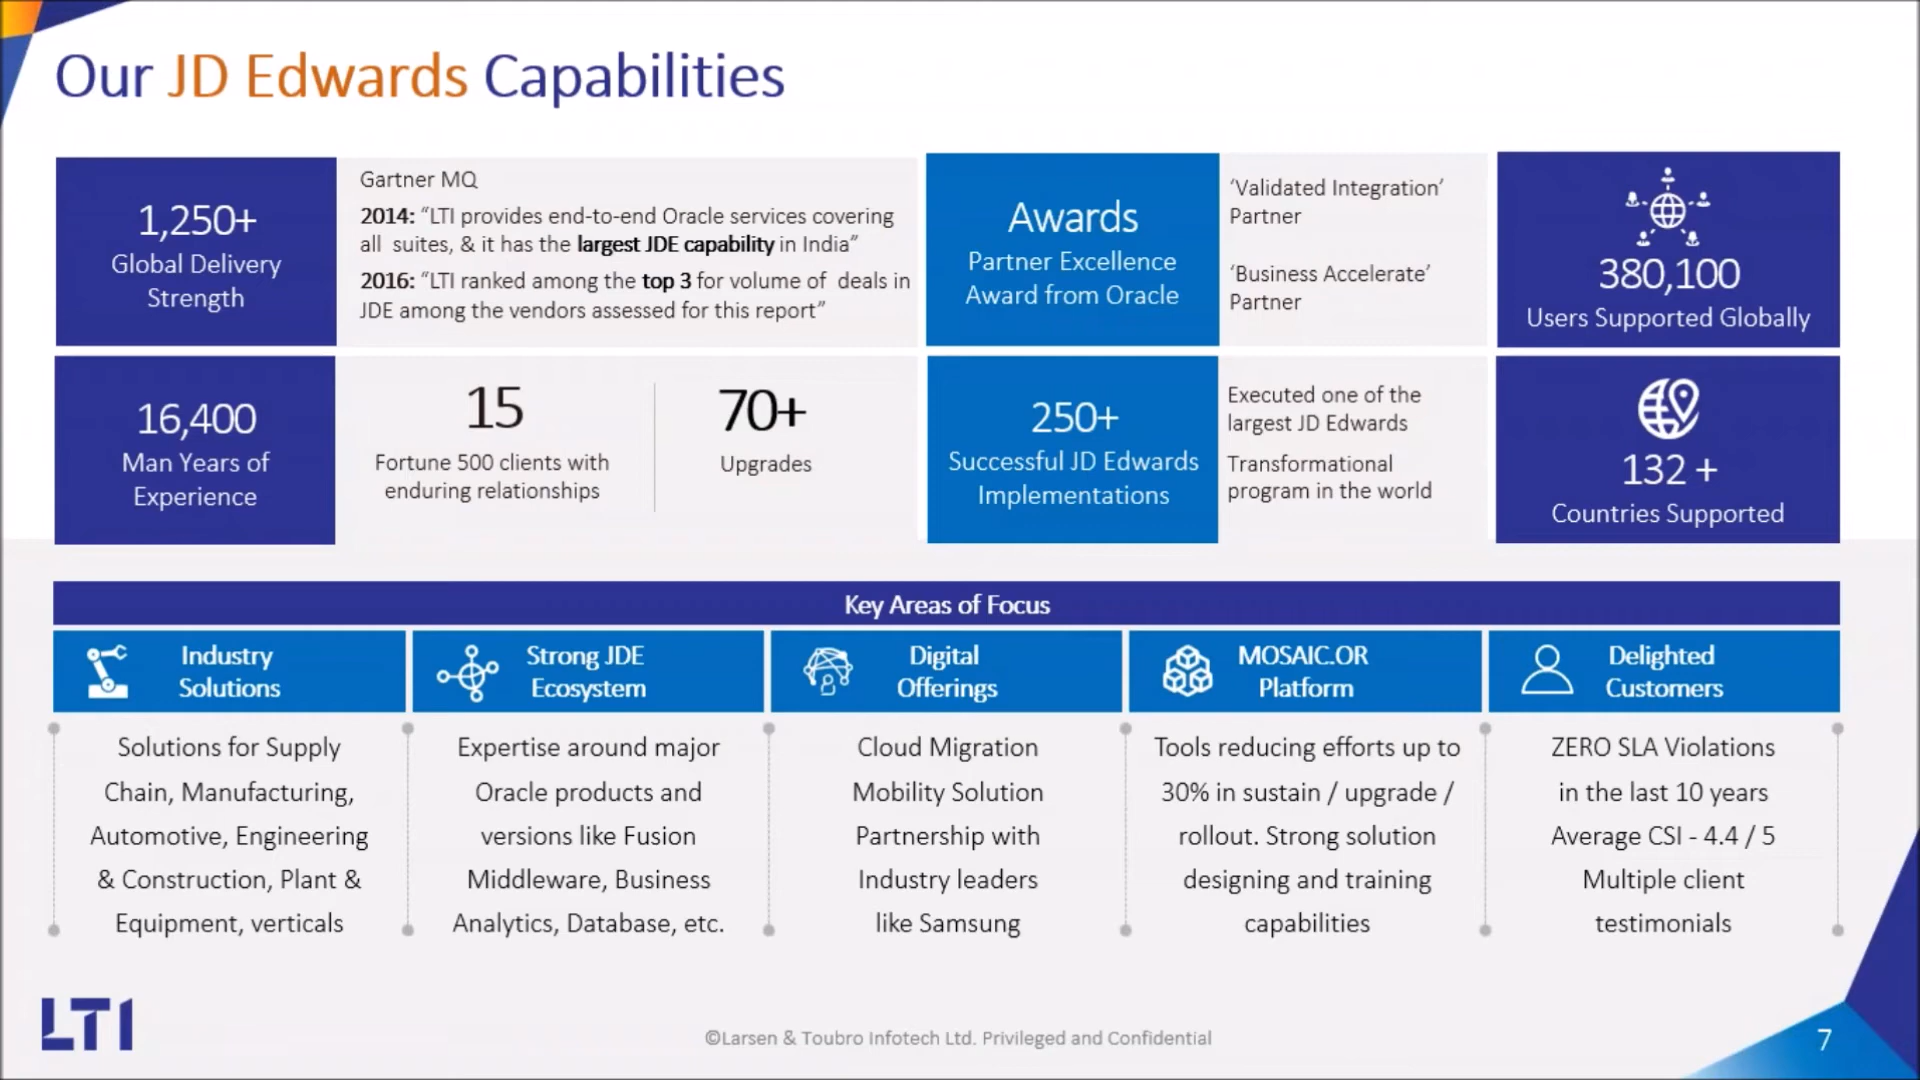 Our JD Edwards Capabilities
1,250+
Global Delivery
Strength
Gartner MQ
2014: “LTI provides end-to-end Oracle services covering
all suites, & it has the largest JDE capability in India”
2016: “LTI ranked among the top 3 for volume of deals in
JDE among the vendors assessed for this report”
Awards
Partner Excellence
Award from Oracle
‘Validated Integration’
Partner
‘Business Accelerate’
Partner
380,100
Users Supported Globally
16,400
Man Years of
Experience
15
Fortune 500 clients with
enduring relationships
70+
Upgrades
250+
Successful JD Edwards
Implementations
Executed one of the
largest JD Edwards
Transformational
program in the world
132 +
Countries Supported
Key Areas of Focus
Industry
Solutions
Solutions for Supply
Chain, Manufacturing,
Automotive, Engineering
& Construction, Plant &
Equipment, verticals
Strong JDE
Ecosystem
Expertise around major
Oracle products and
versions like Fusion
Middleware, Business
Analytics, Database, etc.
Digital
Offerings
Cloud Migration
Mobility Solution
Partnership with
Industry leaders
like Samsung
MOSAIC.OR
Platform
Tools reducing efforts up to
30% in sustain / upgrade /
rollout. Strong solution
designing and training
capabilities
Delighted
Customers
ZERO SLA Violations
in the last 10 years
Average CSI - 4.4 / 5
Multiple client
testimonials
LTI
©Larsen & Toubro Infotech Ltd. Privileged and Confidential
7